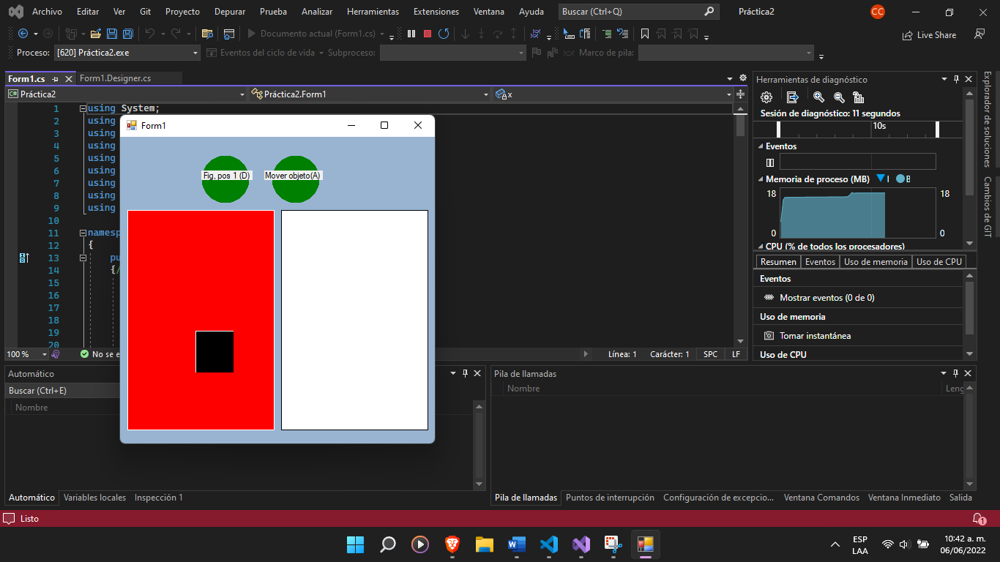 Archivo Editar Ver Git Proyecto Depurar Prueba Analizar Herramientas Extensiones Ventana Ayuda Buscar (Ctrl+Q) Práctica2 CC
Documento actual (Form1.cs) Live Share
Proceso: [620] Práctica2.exe Eventos del ciclo de vida Subproceso: Marco de pila:
Form1.cs Form1.Designer.cs
Práctica2 Práctica2.Form1 x
1 using System;
2 using
3 using
4 using
5 using
6 using
7 using
8 using
9 using
10
11 namesp
12 {
13 pu
14 {/
15
16
17
18
19
20
100 % No se e Línea: 1 Carácter: 1 SPC LF
Form1
Fig, pos 1 (D) Mover objeto(A)
Herramientas de diagnóstico
Sesión de diagnóstico: 11 segundos
10s
Eventos
Memoria de proceso (MB) I B
18 18
0 0
CPU (% de todos los procesadores)
Resumen Eventos Uso de memoria Uso de CPU
Eventos
Mostrar eventos (0 de 0)
Uso de memoria
Tomar instantánea
Uso de CPU
Explorador de soluciones
Cambios de GIT
Automático
Buscar (Ctrl+E)
Nombre
Automático Variables locales Inspección 1
Pila de llamadas
Nombre Leng
Pila de llamadas Puntos de interrupción Configuración de excepcio... Ventana Comandos Ventana Inmediato Salida
Listo 1
ESP
LAA
10:42 a. m.
06/06/2022